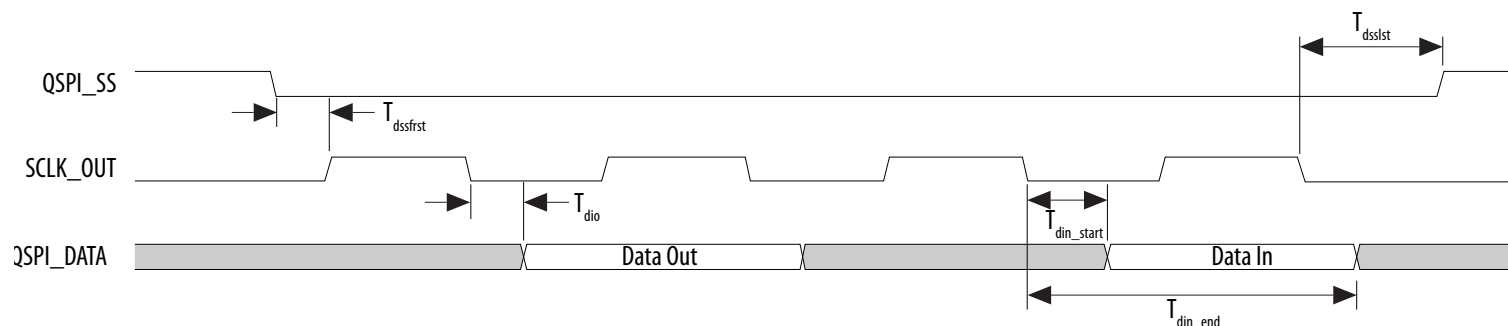 T_dsslst
QSPI_SS
T_dssfrst
SCLK_OUT
T_dio
T_din_start
QSPI_DATA
Data Out
Data In
T_din_end